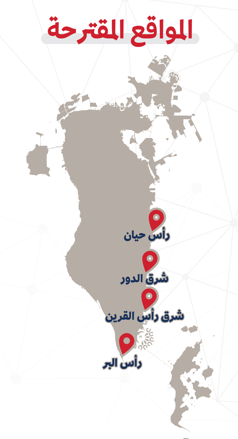 المواقع المقترحة
رأس حيان
شرق الدور
شرق رأس القرين
رأس البر